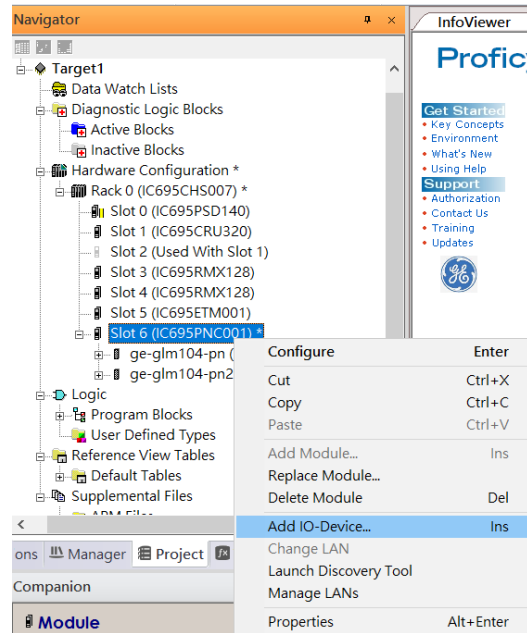 Navigator
InfoViewer
Target1
Data Watch Lists
Diagnostic Logic Blocks
Active Blocks
Inactive Blocks
Hardware Configuration *
Rack 0 (IC695CHS007) *
Slot 0 (IC695PSD140)
Slot 1 (IC695CRU320)
Slot 2 (Used With Slot 1)
Slot 3 (IC695RMX128)
Slot 4 (IC695RMX128)
Slot 5 (IC695ETM001)
Slot 6 (IC695PNC001) *
ge-glm104-pn (
ge-glm104-pn2
Logic
Program Blocks
User Defined Types
Reference View Tables
Default Tables
Supplemental Files
ons Manager Project
Companion
Module
Proficy
Get Started
Key Concepts
Environment
What's New
Using Help
Support
Authorization
Contact Us
Training
Updates
Configure Enter
Cut Ctrl+X
Copy Ctrl+C
Paste Ctrl+V
Add Module... Ins
Replace Module...
Delete Module Del
Add IO-Device... Ins
Change LAN
Launch Discovery Tool
Manage LANs
Properties Alt+Enter